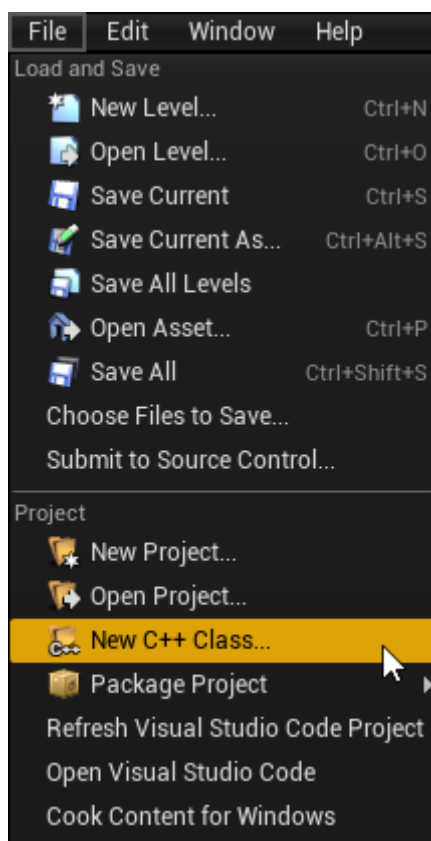 File Edit Window Help
Load and Save
New Level... Ctrl+N
Open Level... Ctrl+O
Save Current Ctrl+S
Save Current As... Ctrl+Alt+S
Save All Levels
Open Asset... Ctrl+P
Save All Ctrl+Shift+S
Choose Files to Save...
Submit to Source Control...
Project
New Project...
Open Project...
C++ New C++ Class...
Package Project
Refresh Visual Studio Code Project
Open Visual Studio Code
Cook Content for Windows